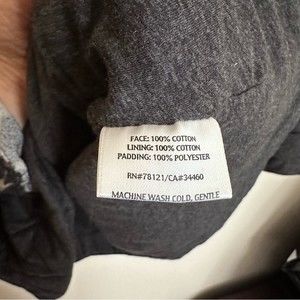 FACE: 100% COTTON
LINING: 100% COTTON
PADDING: 100% POLYESTER
RN#78121/CA#34460
MACHINE WASH COLD, GENTLE